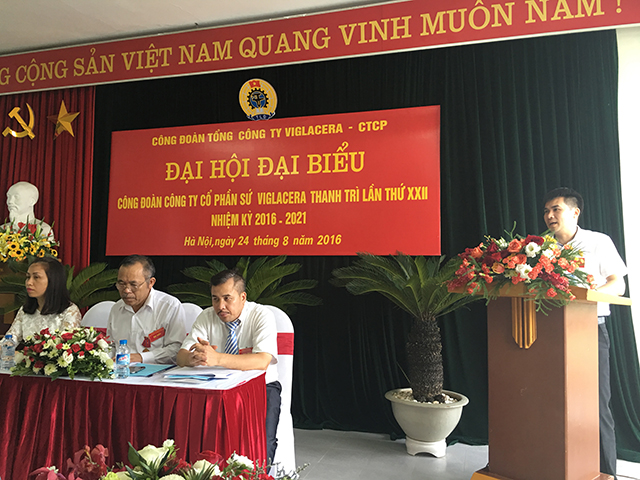 G CỘNG SẢN VIỆT NAM QUANG VINH MUÔN NĂM !
CÔNG ĐOÀN TỔNG CÔNG TY VIGLACERA - CTCP
ĐẠI HỘI ĐẠI BIỂU
CÔNG ĐOÀN CÔNG TY CỔ PHẦN SỨ VIGLACERA THANH TRÌ LẦN THỨ XXII
NHIỆM KỲ 2016 - 2021
Hà Nội, ngày 24 tháng 8 năm 2016